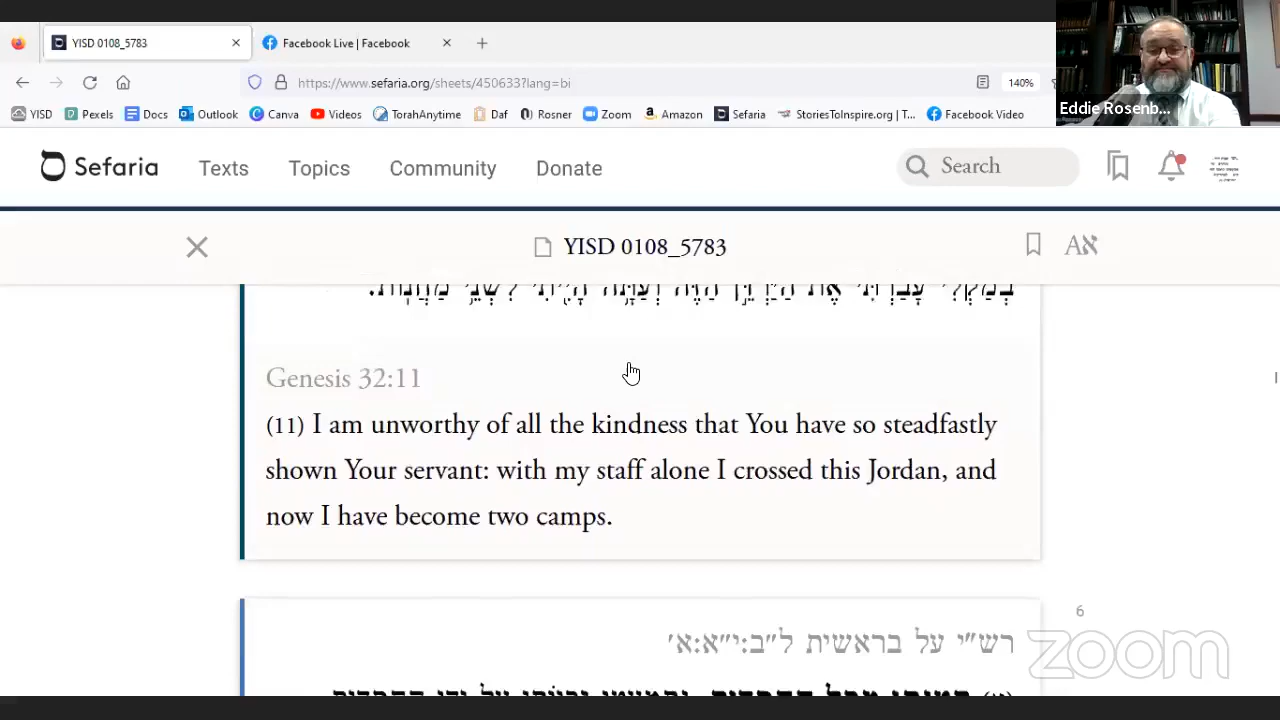 YISD 0108_5783
Facebook Live | Facebook
https://www.sefaria.org/sheets/450633?lang=bi
140%
YISD Pexels Docs Outlook Canva Videos TorahAnytime Daf Rosner Zoom Amazon Sefaria StoriesToInspire.org | T... Facebook Video
Eddie Rosenb...
Sefaria Texts Topics Community Donate Search
YISD 0108_5783
Aא
Genesis 32:11
(11) I am unworthy of all the kindness that You have so steadfastly
shown Your servant: with my staff alone I crossed this Jordan, and
now I have become two camps.
6
רש״י על בראשית ל״ב:י״א:א׳
zoom